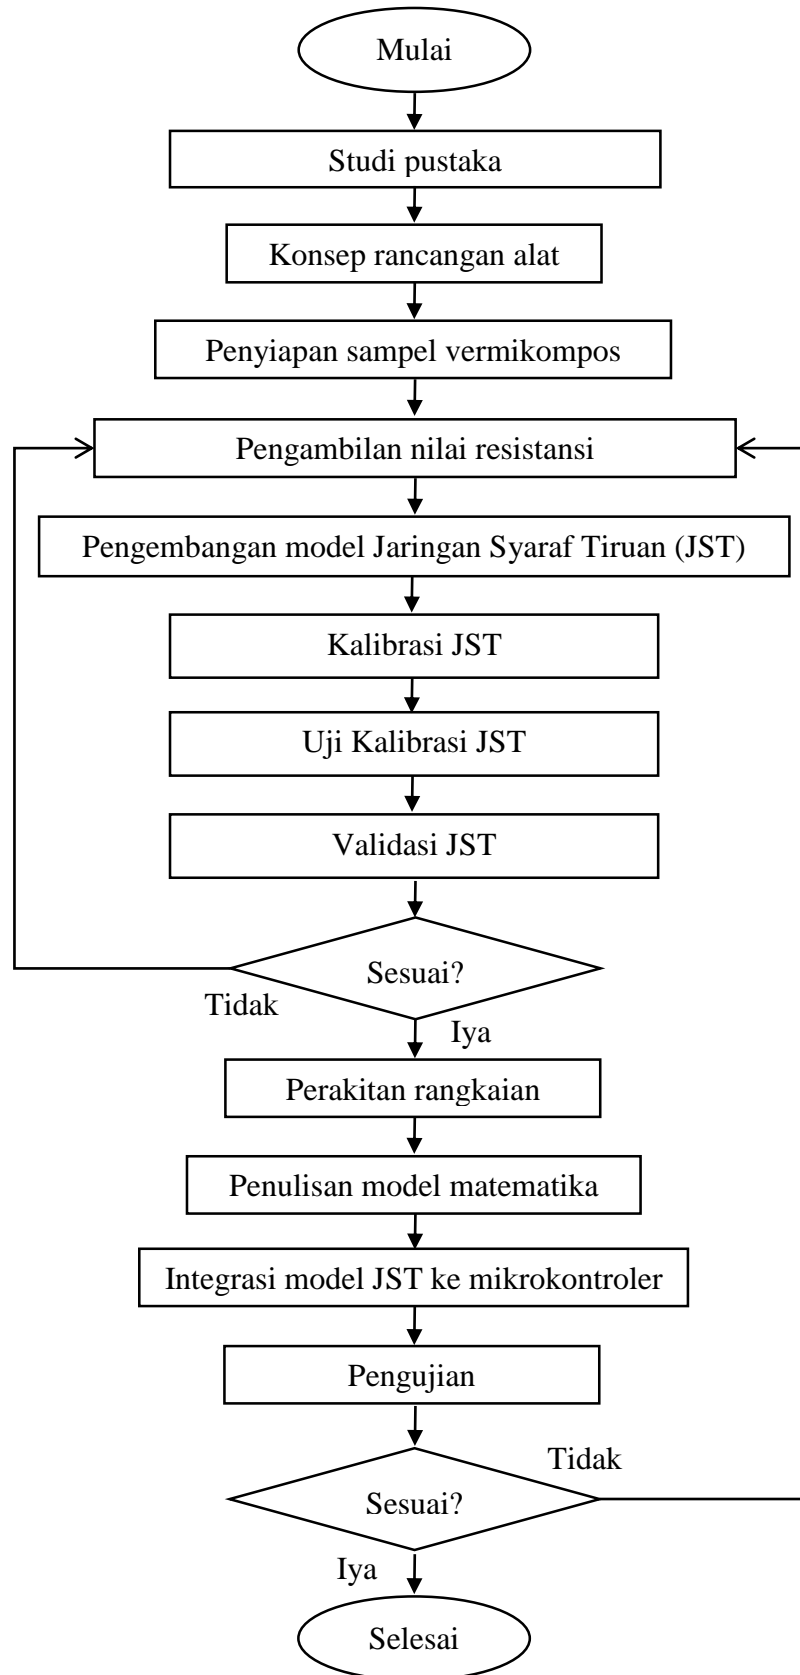 Mulai
Studi pustaka
Konsep rancangan alat
Penyiapan sampel vermikompos
Pengambilan nilai resistansi
Pengembangan model Jaringan Syaraf Tiruan (JST)
Kalibrasi JST
Uji Kalibrasi JST
Validasi JST
Sesuai?
Tidak
Iya
Perakitan rangkaian
Penulisan model matematika
Integrasi model JST ke mikrokontroler
Pengujian
Tidak
Sesuai?
Iya
Selesai